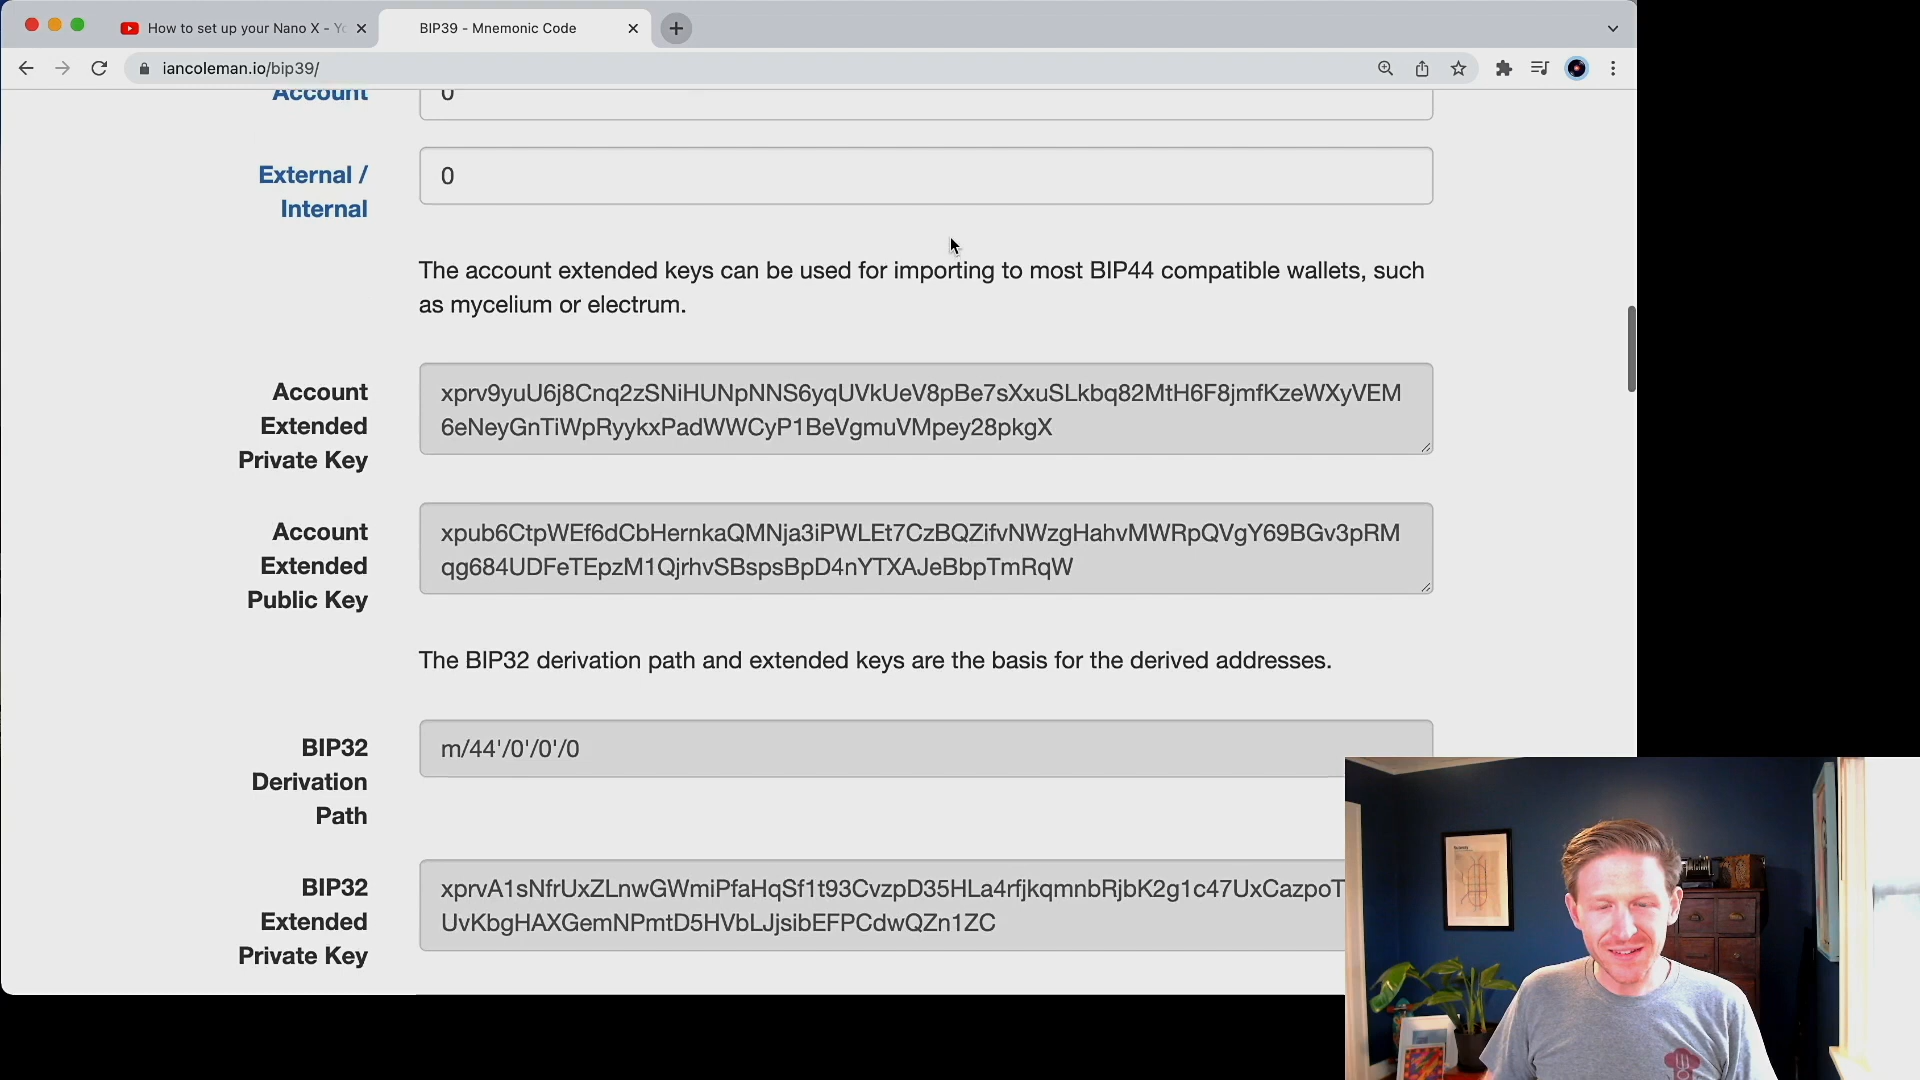 How to set up your Nano X - Yo
BIP39 - Mnemonic Code
iancoleman.io/bip39/
Account
0
External / Internal
0
The account extended keys can be used for importing to most BIP44 compatible wallets, such
as mycelium or electrum.
Account
Extended
Private Key
xprv9yuU6j8Cnq2zSNiHUNpNNS6yqUVkUeV8pBe7sXxuSLkbq82MtH6F8jmfKzeWXyVEM
6eNeyGnTiWpRyykxPadWWCyP1BeVgmuVMpey28pkgX
Account
Extended
Public Key
xpub6CtpWEf6dCbHernkaQMNja3iPWLEt7CzBQZifvNWzgHahvMWRpQVgY69BGv3pRM
qg684UDFeTEpzM1QjrhvSBspsBpD4nYTXAJeBbpTmRqW
The BIP32 derivation path and extended keys are the basis for the derived addresses.
BIP32
Derivation
Path
m/44'/0'/0'/0
BIP32
Extended
Private Key
xprvA1sNfrUxZLnwGWmiPfaHqSf1t93CvzpD35HLa4rfjkqmnbRjbK2g1c47UxCazpoT
UvKbgHAXGemNPmtD5HVbLJjsibEFPCdwQZn1ZC